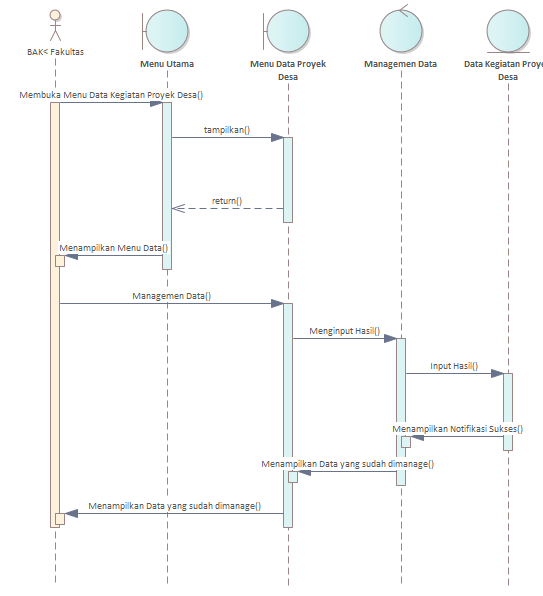 BAK< Fakultas
Menu Utama
Menu Data Proyek
Desa
Managemen Data
Data Kegiatan Proye
Desa
Membuka Menu Data Kegiatan Proyek Desa()
tampilkan()
return()
Menampilkan Menu Data()
Managemen Data()
Menginput Hasil()
Input Hasil()
Menampilkan Notifikasi Sukses()
Menampilkan Data yang sudah dimanage()
Menampilkan Data yang sudah dimanage()